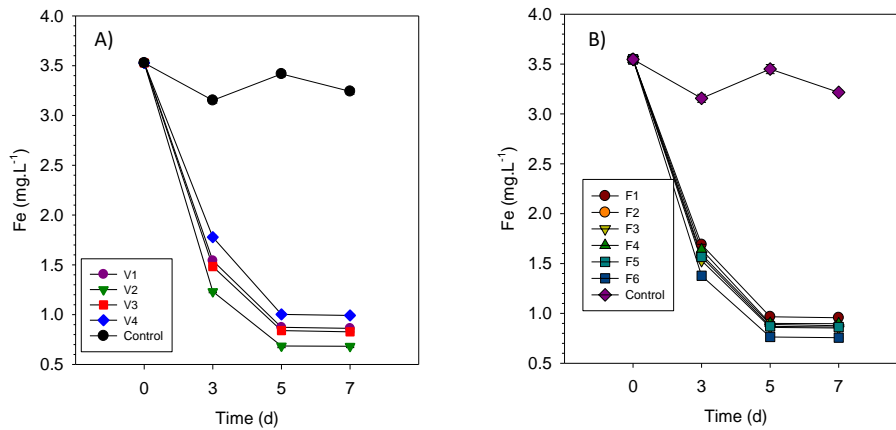 A)
Fe (mg.L⁻¹)
4.0
3.5
3.0
2.5
2.0
1.5
1.0
0.5
V1
V2
V3
V4
Control
0 3 5 7
Time (d)
B)
Fe (mg.L⁻¹)
4.0
3.5
3.0
2.5
2.0
1.5
1.0
0.5
F1
F2
F3
F4
F5
F6
Control
0 3 5 7
Time (d)